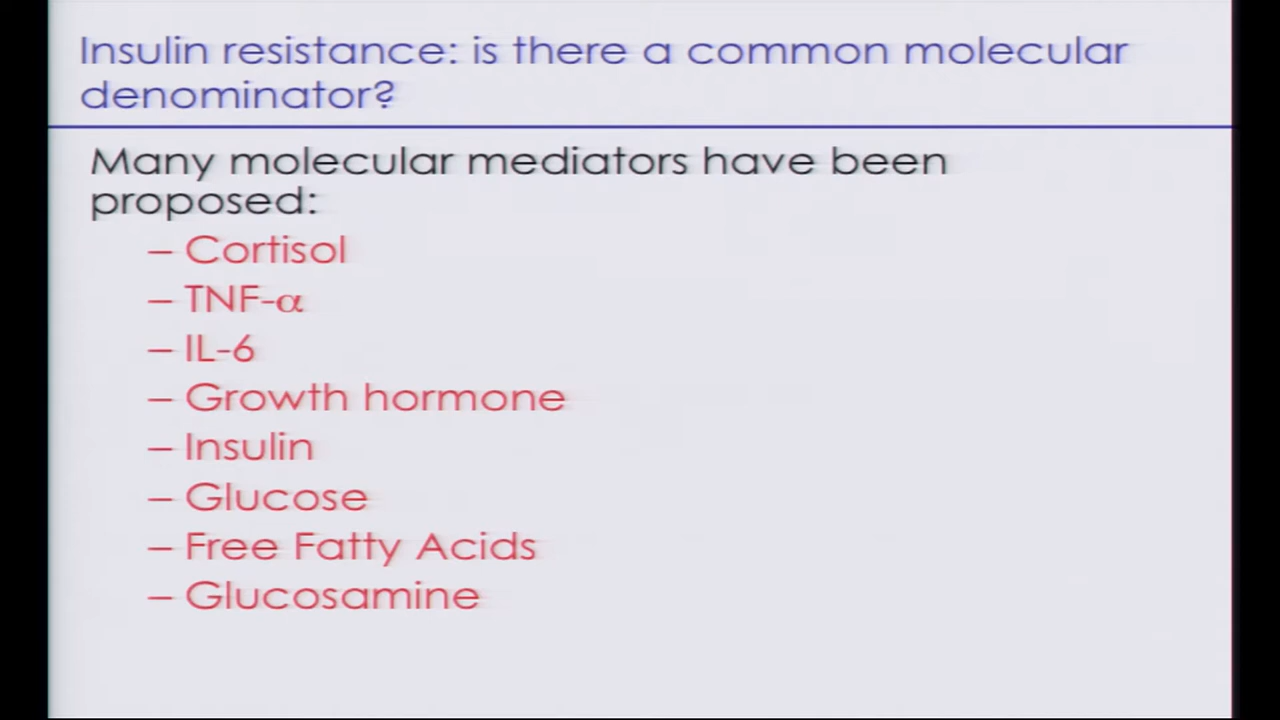 Insulin resistance: is there a common molecular
denominator?
Many molecular mediators have been
proposed:
– Cortisol
– TNF-α
– IL-6
– Growth hormone
– Insulin
– Glucose
– Free Fatty Acids
– Glucosamine